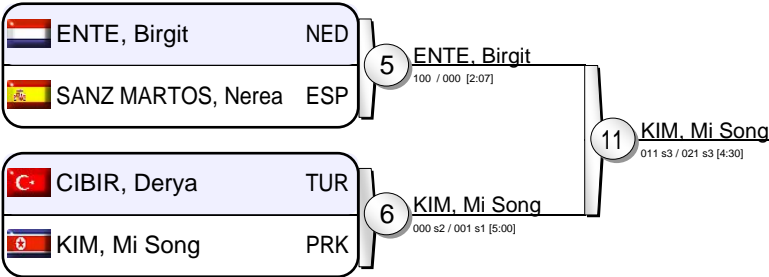 ENTE, Birgit NED
SANZ MARTOS, Nerea ESP
5
ENTE, Birgit
100 / 000 [2:07]
11
KIM, Mi Song
011 s3 / 021 s3 [4:30]
CIBIR, Derya TUR
KIM, Mi Song PRK
6
KIM, Mi Song
000 s2 / 001 s1 [5:00]